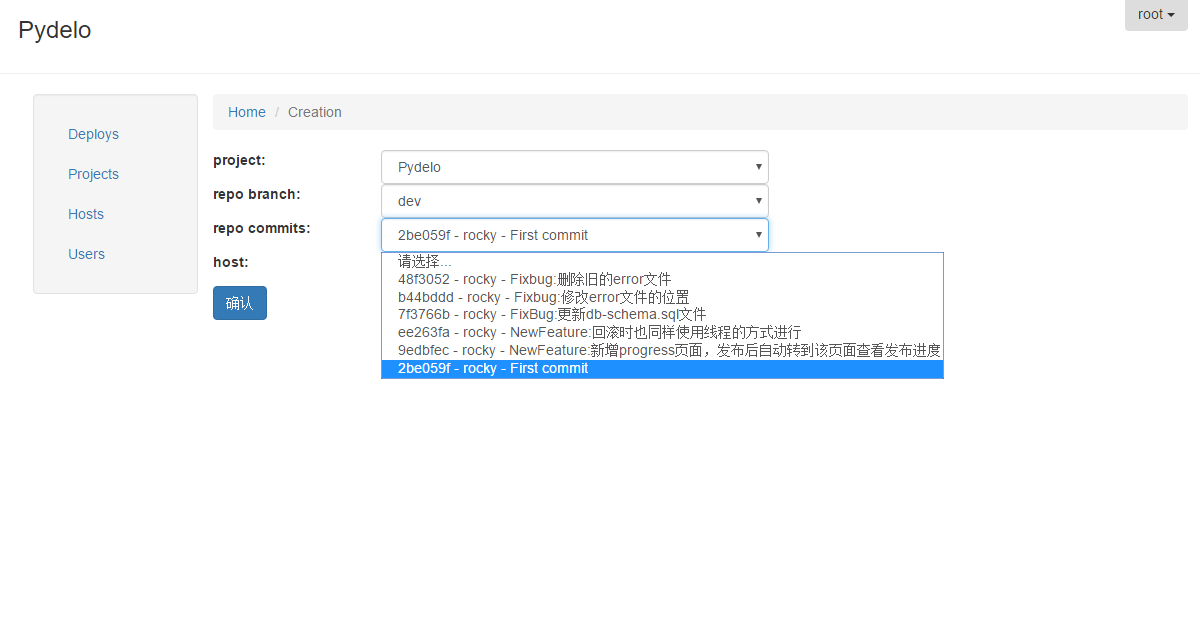 Pydelo
root
Deploys
Projects
Hosts
Users
Home / Creation
project:
Pydelo
repo branch:
dev
repo commits:
2be059f - rocky - First commit
host:
确认
请选择...
48f3052 - rocky - Fixbug:删除旧的error文件
b44bddd - rocky - Fixbug:修改error文件的位置
7f3766b - rocky - FixBug:更新db-schema.sql文件
ee263fa - rocky - NewFeature:回滚时也同样使用线程的方式进行
9edbfec - rocky - NewFeature:新增progress页面，发布后自动转到该页面查看发布进度
2be059f - rocky - First commit